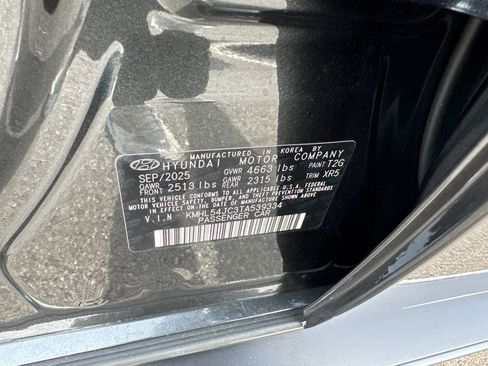 MANUFACTURED IN KOREA BY
HYUNDAI MOTOR COMPANY
SEP/2025 GVWR 4663 lbs PAINT T2G
GAWR FRONT 2513 lbs GAWR REAR 2315 lbs TRIM XR5
THIS VEHICLE CONFORMS TO ALL APPLICABLE U.S. FEDERAL
MOTOR VEHICLE SAFETY, BUMPER, AND THEFT PREVENTION
STANDARDS IN EFFECT ON THE DATE OF MANUFACTURE SHOWN ABOVE.
V.I.N KMHL54JC3TA539334
PASSENGER CAR